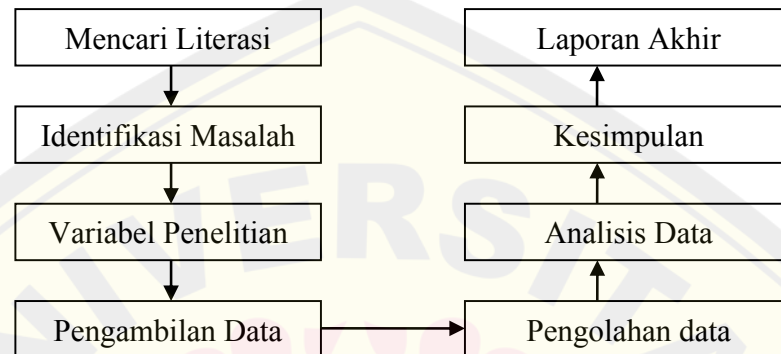 Mencari Literasi
Identifikasi Masalah
Variabel Penelitian
Pengambilan Data
Pengolahan data
Analisis Data
Kesimpulan
Laporan Akhir